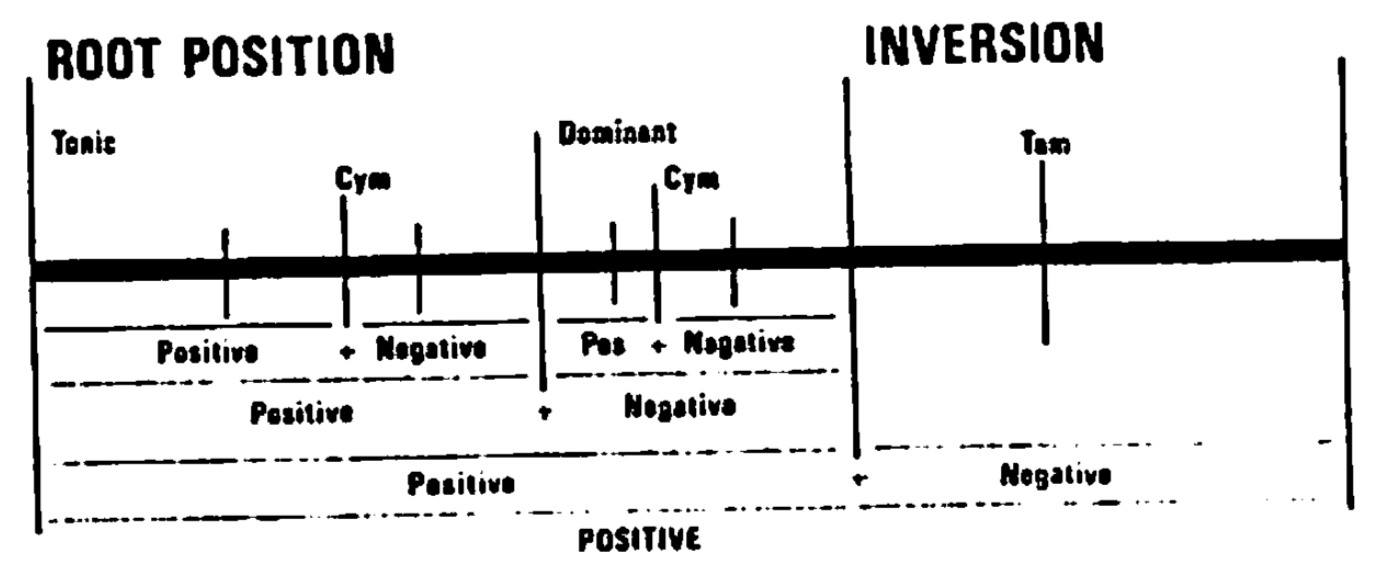 ROOT POSITION
INVERSION
Tonic
Dominant
Tam
Cym
Cym
Positive + Negative
Pos + Negative
Positive + Negative
Positive + Negative
POSITIVE